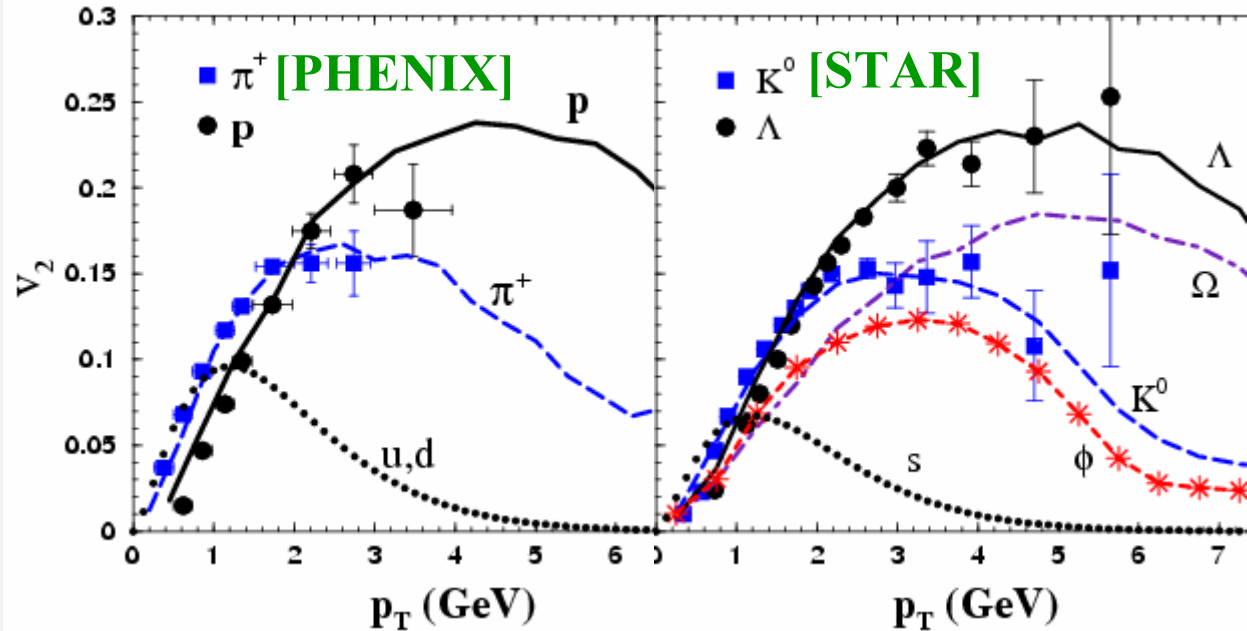 0.3
0.25
0.2
0.15
0.1
0.05
0
v₂
π⁺ [PHENIX]
p
p
π⁺
u,d
0 1 2 3 4 5 6
p_T (GeV)
K⁰ [STAR]
Λ
Λ
Ω
K⁰
ϕ
s
0 1 2 3 4 5 6 7
p_T (GeV)